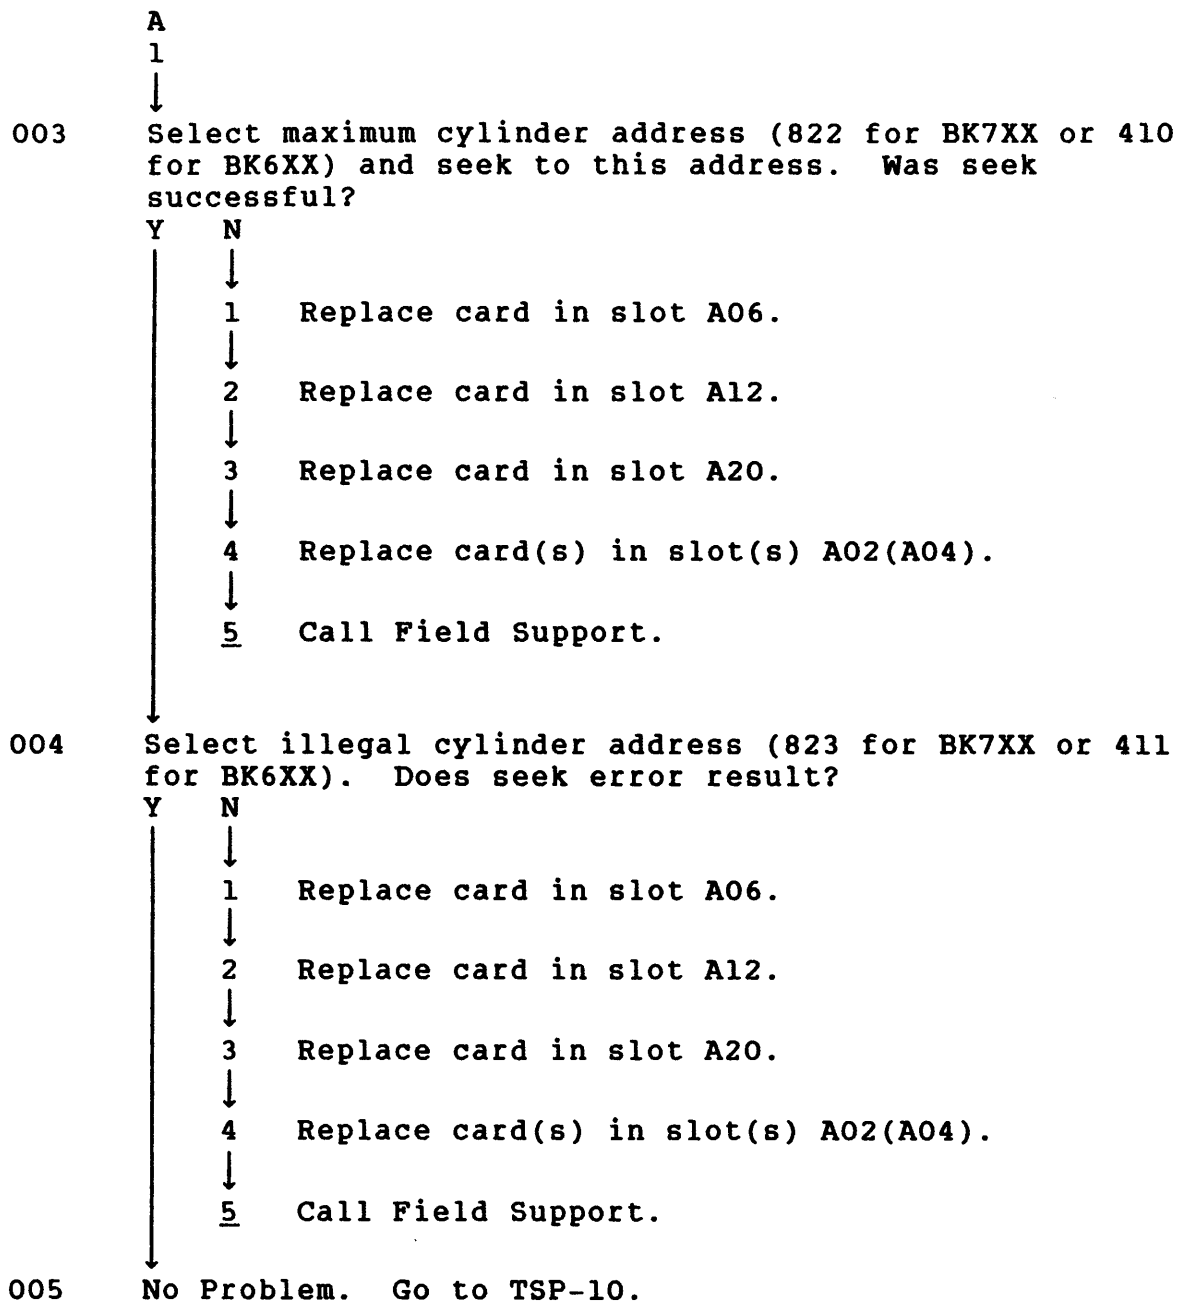 A
1
003 Select maximum cylinder address (822 for BK7XX or 410
for BK6XX) and seek to this address. Was seek
successful?
Y N
1 Replace card in slot A06.
2 Replace card in slot A12.
3 Replace card in slot A20.
4 Replace card(s) in slot(s) A02(A04).
5 Call Field Support.
004 Select illegal cylinder address (823 for BK7XX or 411
for BK6XX). Does seek error result?
Y N
1 Replace card in slot A06.
2 Replace card in slot A12.
3 Replace card in slot A20.
4 Replace card(s) in slot(s) A02(A04).
5 Call Field Support.
005 No Problem. Go to TSP-10.